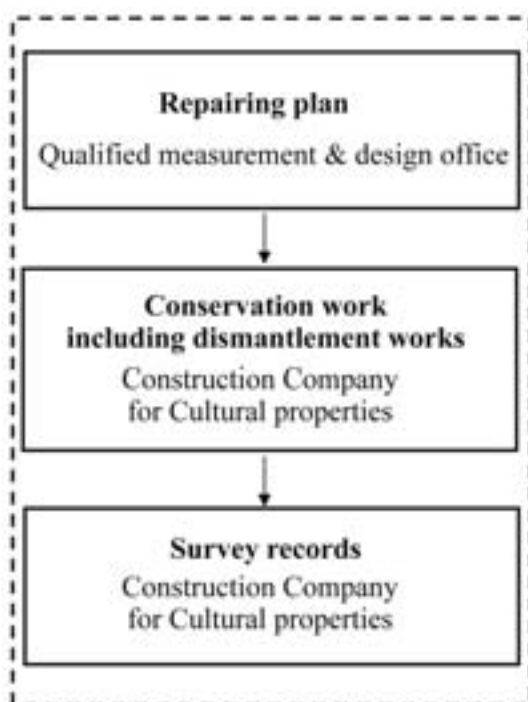 Repairing plan
Qualified measurement & design office
Conservation work
including dismantlement works
Construction Company
for Cultural properties
Survey records
Construction Company
for Cultural properties